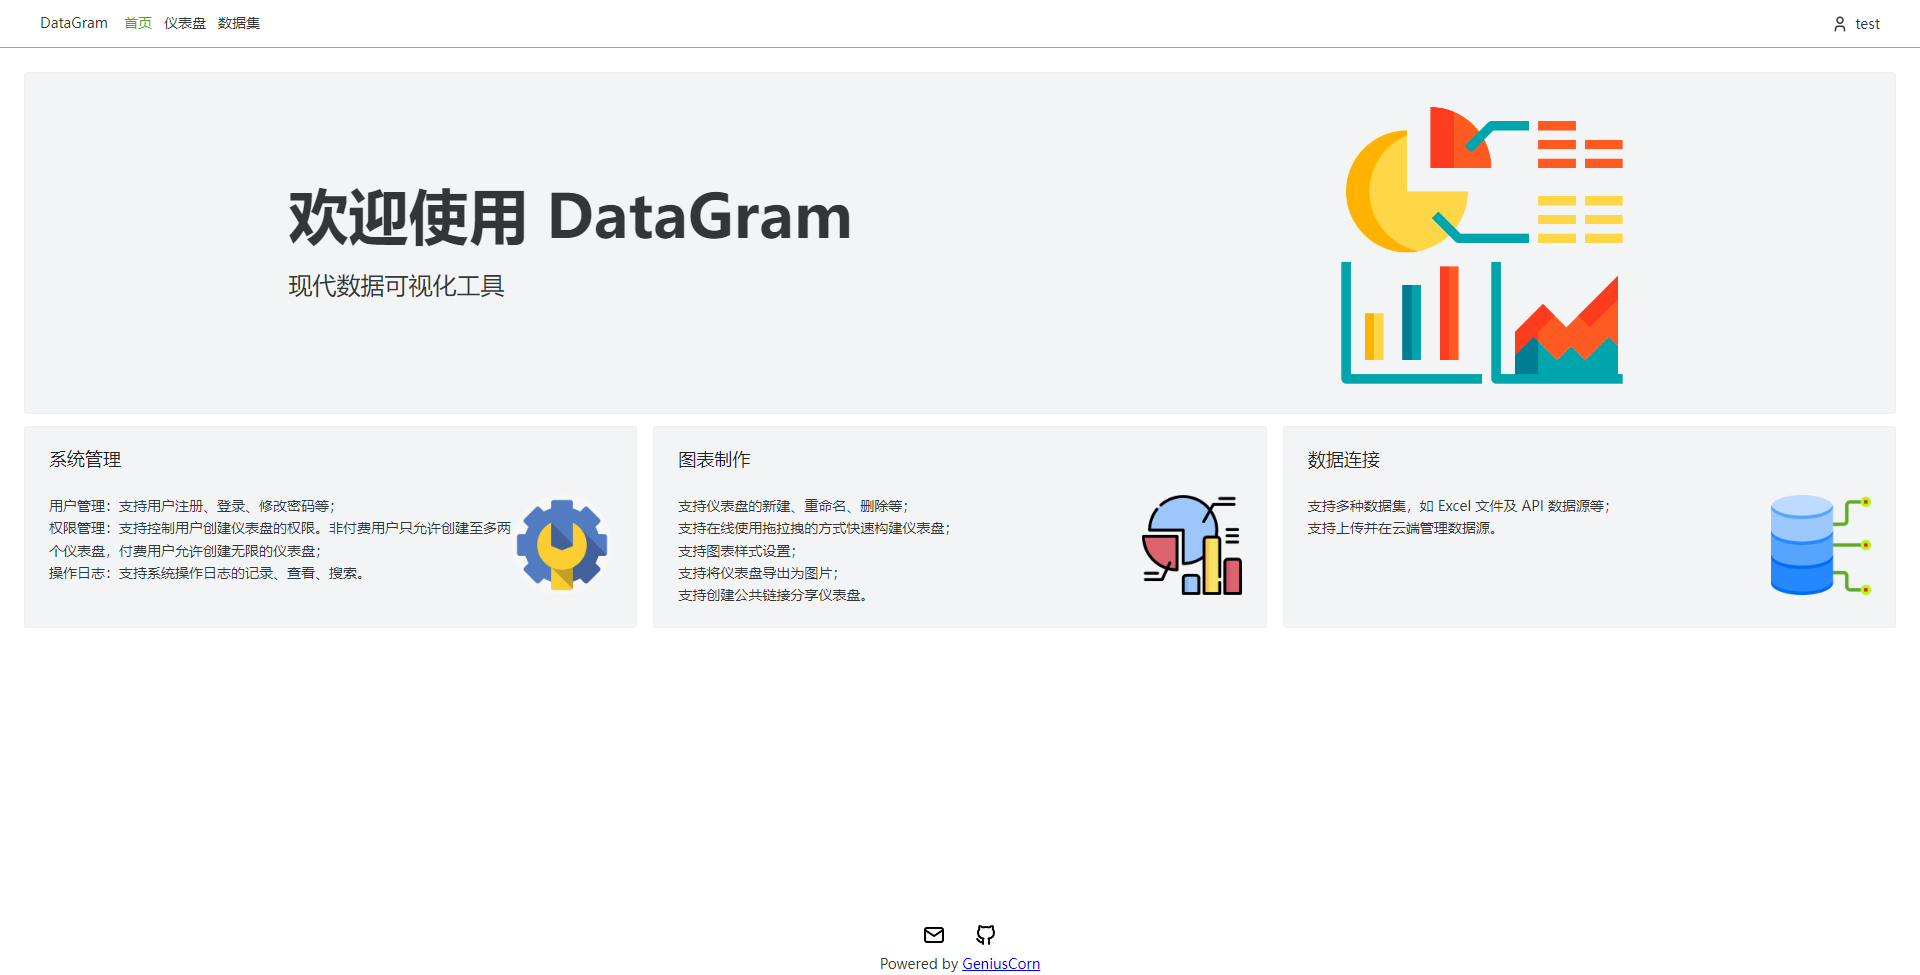 DataGram 首页 仪表盘 数据集 test
欢迎使用 DataGram
现代数据可视化工具
系统管理
用户管理：支持用户注册、登录、修改密码等；
权限管理：支持控制用户创建仪表盘的权限。非付费用户只允许创建至多两
个仪表盘，付费用户允许创建无限的仪表盘；
操作日志：支持系统操作日志的记录、查看、搜索。
图表制作
支持仪表盘的新建、重命名、删除等；
支持在线使用拖拉拽的方式快速构建仪表盘；
支持图表样式设置；
支持将仪表盘导出为图片；
支持创建公共链接分享仪表盘。
数据连接
支持多种数据集，如 Excel 文件及 API 数据源等；
支持上传并在云端管理数据源。
Powered by GeniusCorn